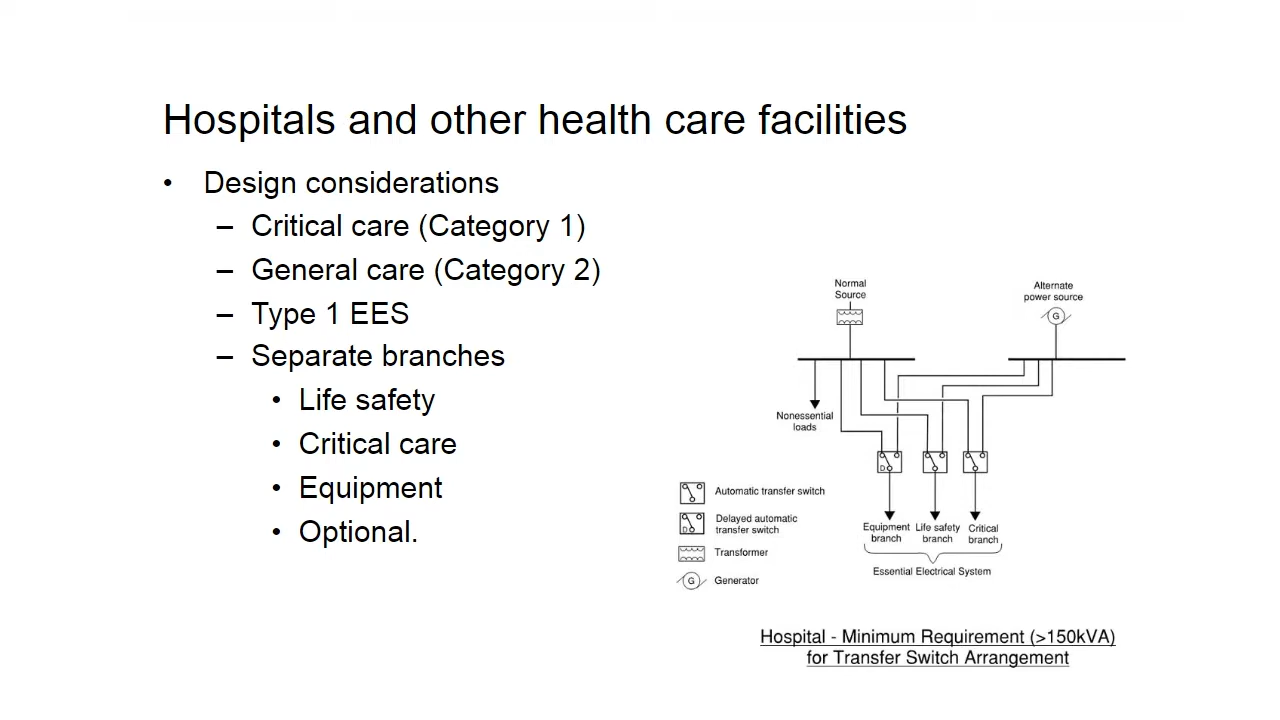 Hospitals and other health care facilities
• Design considerations
– Critical care (Category 1)
– General care (Category 2)
– Type 1 EES
– Separate branches
• Life safety
• Critical care
• Equipment
• Optional.
Normal
Source
Alternate
power source
G
Nonessential
loads
D
Equipment
branch
Life safety
branch
Critical
branch
Essential Electrical System
Automatic transfer switch
D
Delayed automatic
transfer switch
Transformer
G
Generator
Hospital - Minimum Requirement (>150kVA)
for Transfer Switch Arrangement